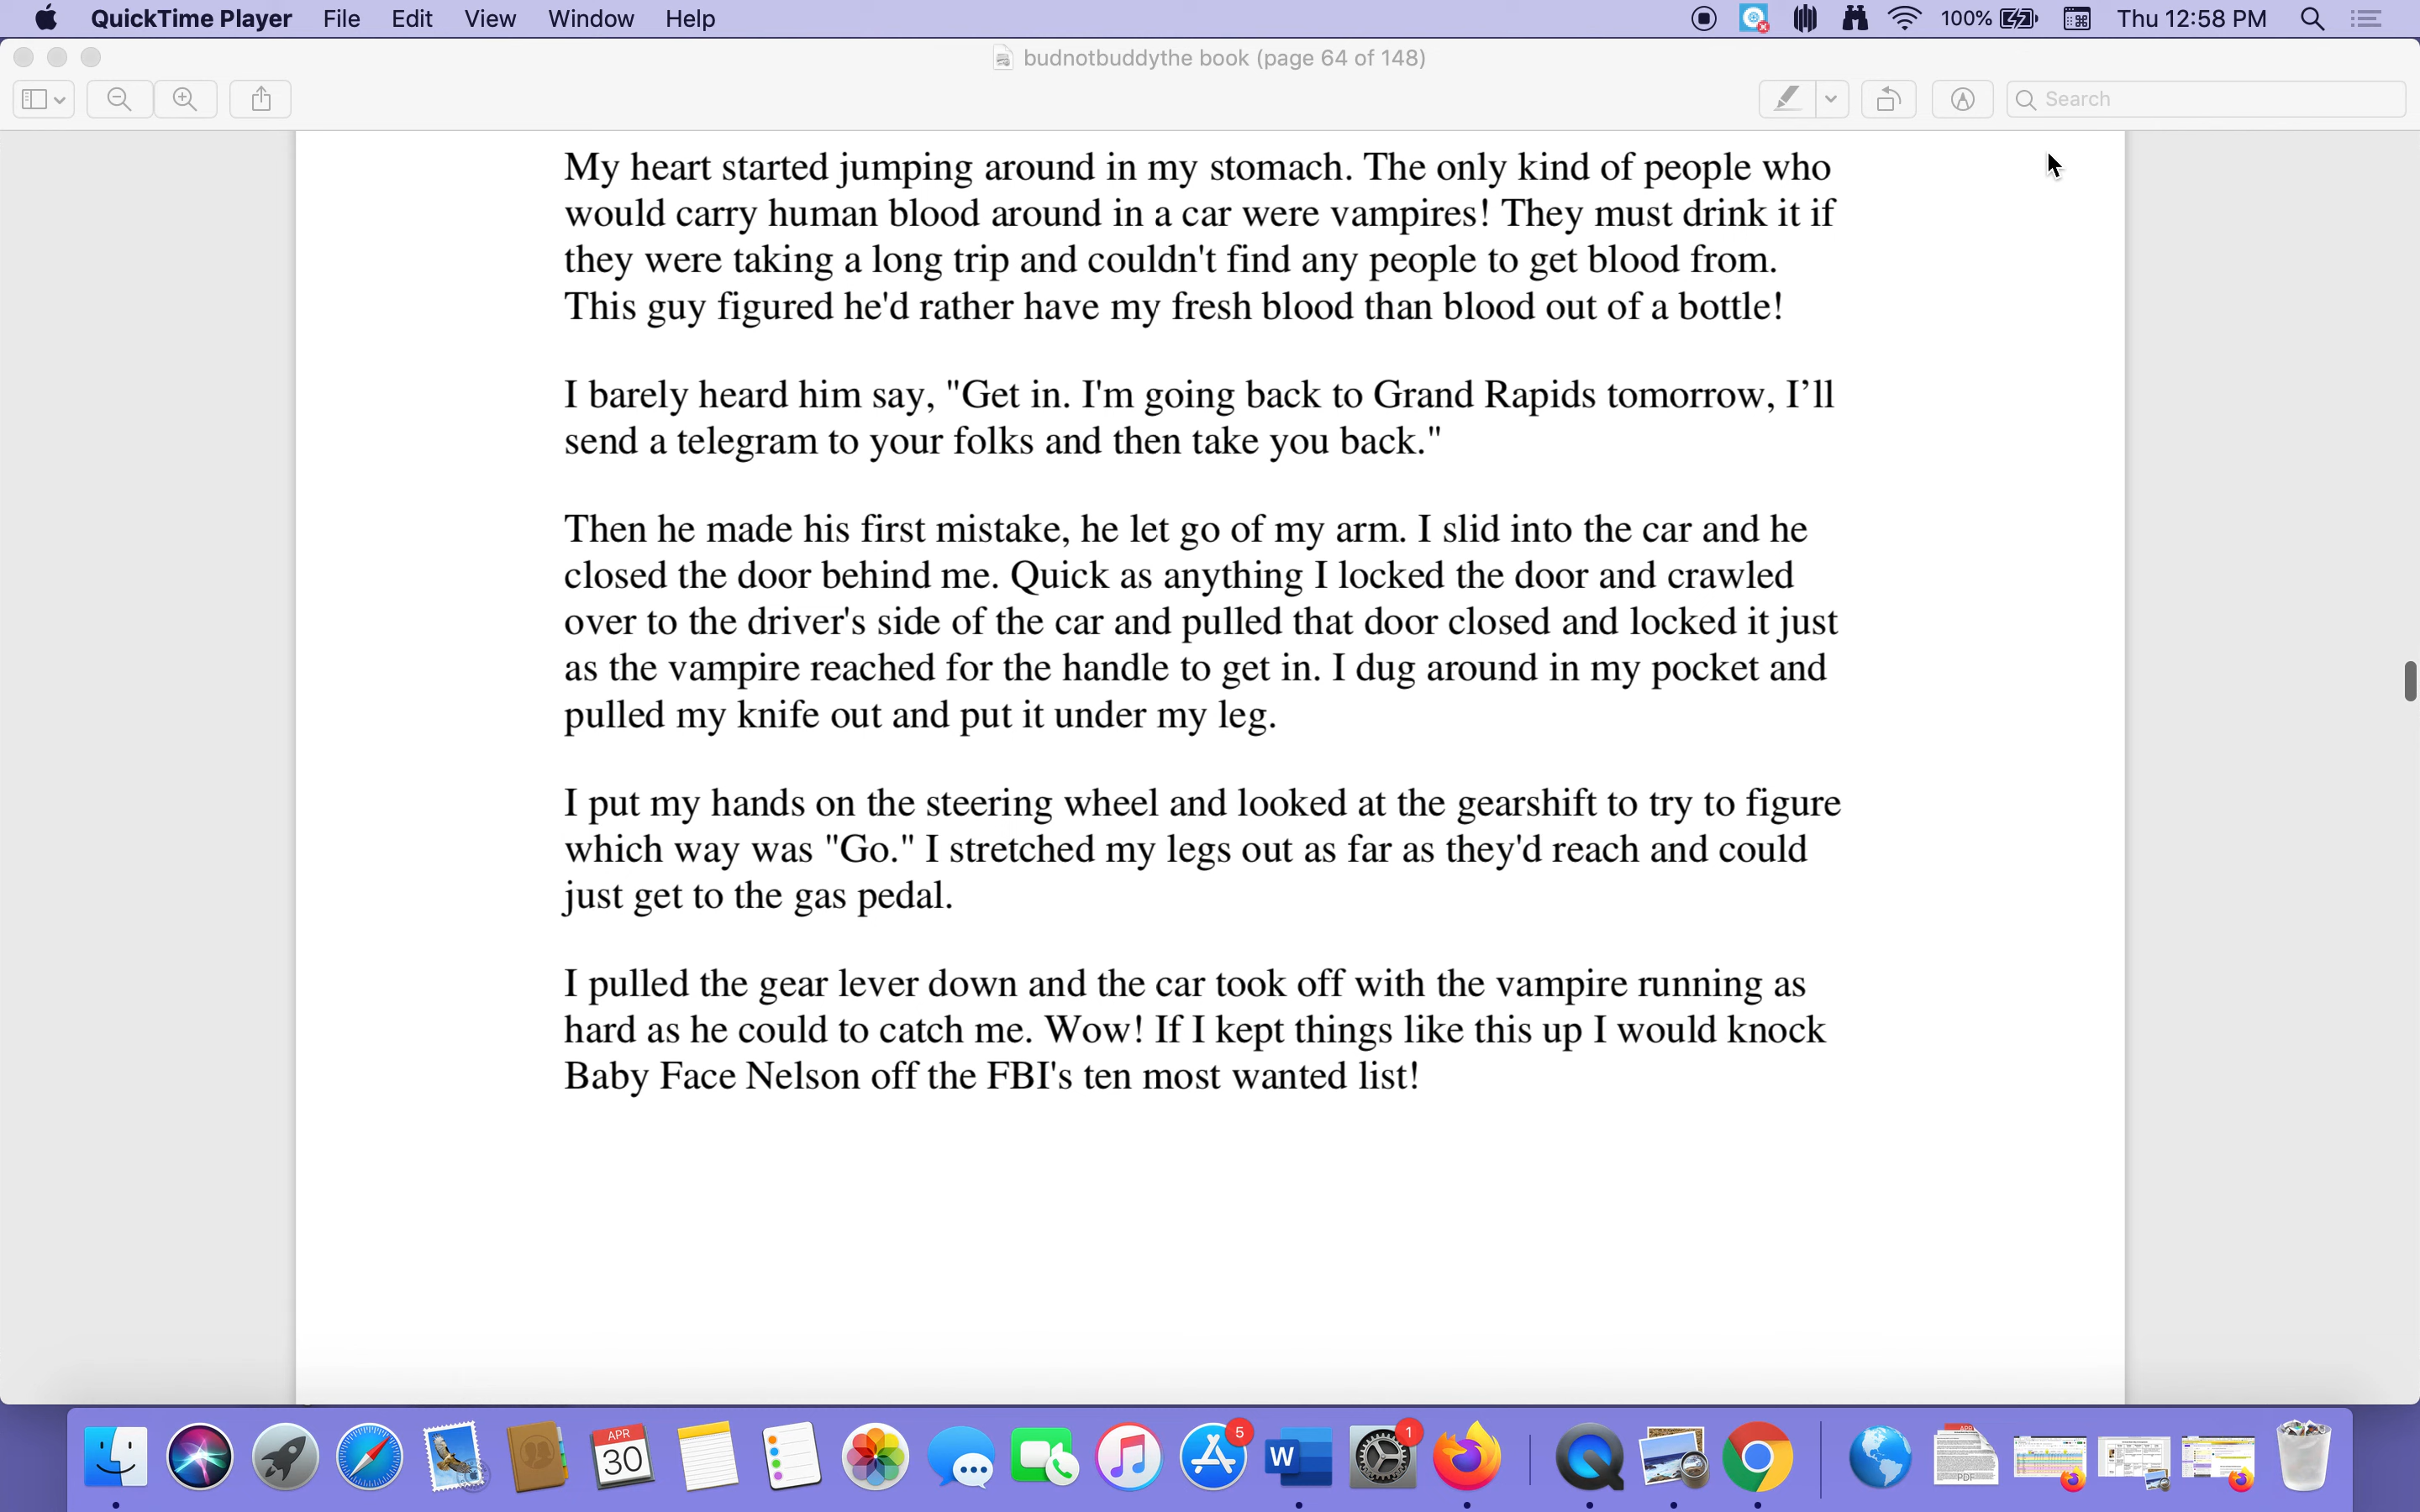 QuickTime Player File Edit View Window Help 100% Thu 12:58 PM
budnotbuddythe book (page 64 of 148)
Search
My heart started jumping around in my stomach. The only kind of people who
would carry human blood around in a car were vampires! They must drink it if
they were taking a long trip and couldn't find any people to get blood from.
This guy figured he'd rather have my fresh blood than blood out of a bottle!
I barely heard him say, "Get in. I'm going back to Grand Rapids tomorrow, I’ll
send a telegram to your folks and then take you back."
Then he made his first mistake, he let go of my arm. I slid into the car and he
closed the door behind me. Quick as anything I locked the door and crawled
over to the driver's side of the car and pulled that door closed and locked it just
as the vampire reached for the handle to get in. I dug around in my pocket and
pulled my knife out and put it under my leg.
I put my hands on the steering wheel and looked at the gearshift to try to figure
which way was "Go." I stretched my legs out as far as they'd reach and could
just get to the gas pedal.
I pulled the gear lever down and the car took off with the vampire running as
hard as he could to catch me. Wow! If I kept things like this up I would knock
Baby Face Nelson off the FBI's ten most wanted list!
APR
30
5
W
1
PDF